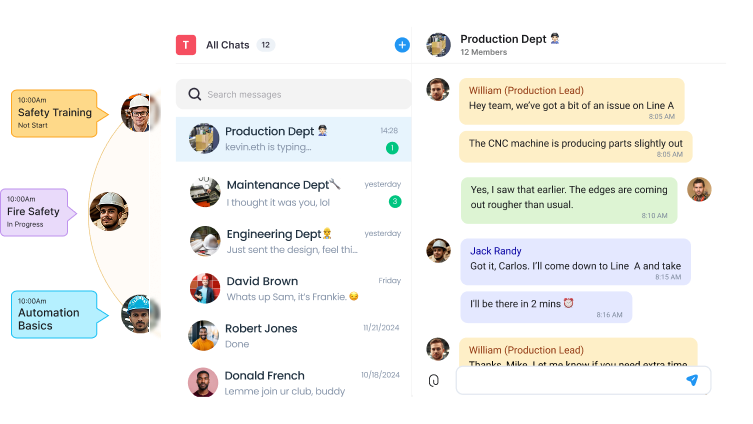 10:00Am
Safety Training
Not Start
10:00Am
Fire Safety
In Progress
10:00Am
Automation
Basics
T
All Chats
12
Search messages
Production Dept
14:28
kevin.eth is typing...
1
Maintenance Dept
yesterday
I thought it was you, lol
3
Engineering Dept
yesterday
Just sent the design, feel thi...
David Brown
Friday
Whats up Sam, it's Frankie.
Robert Jones
11/21/2024
Done
Donald French
10/18/2024
Lemme join ur club, buddy
Production Dept
12 Members
William (Production Lead)
Hey team, we've got a bit of an issue on Line A
8:05 AM
The CNC machine is producing parts slightly out
8:05 AM
Yes, I saw that earlier. The edges are coming
out rougher than usual.
8:10 AM
Jack Randy
Got it, Carlos. I'll come down to Line A and take
8:15 AM
I'll be there in 2 mins
8:16 AM
William (Production Lead)
Thanks, Mike. Let me know if you need extra time